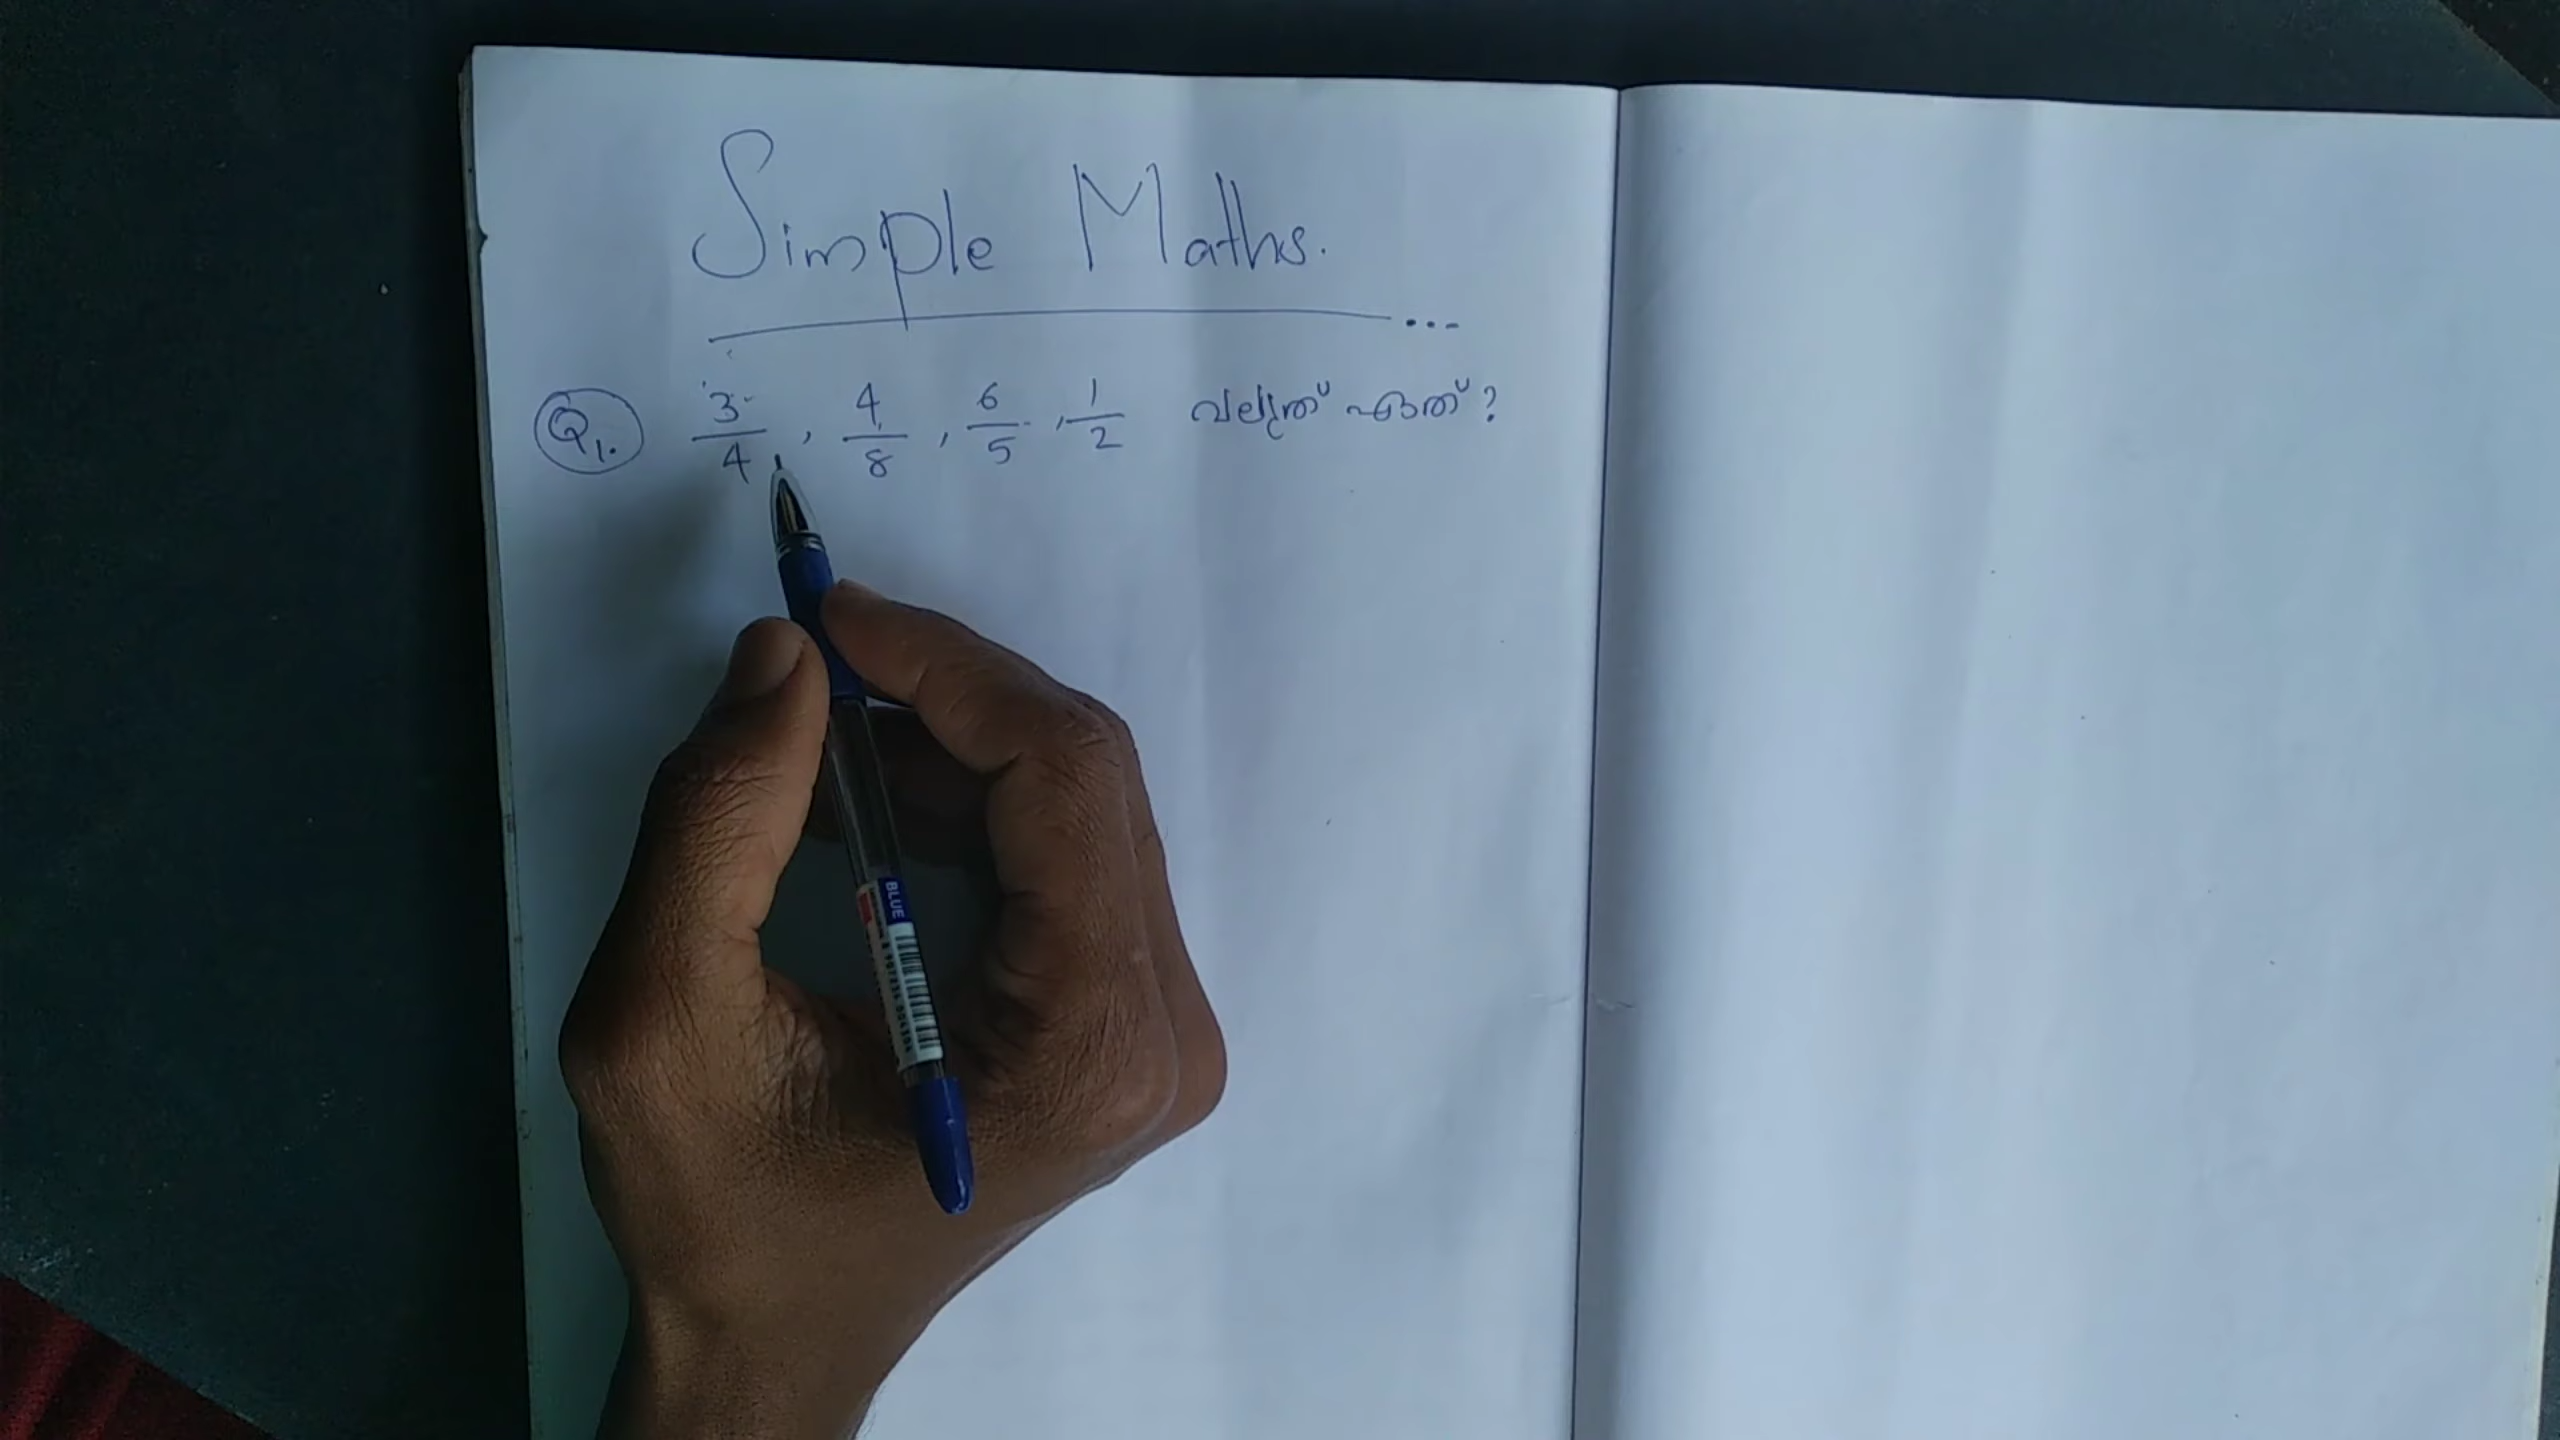 Simple Maths.
...
Q1. 3/4, 4/8, 6/5, 1/2 വലുത് ഏത്?
BLUE